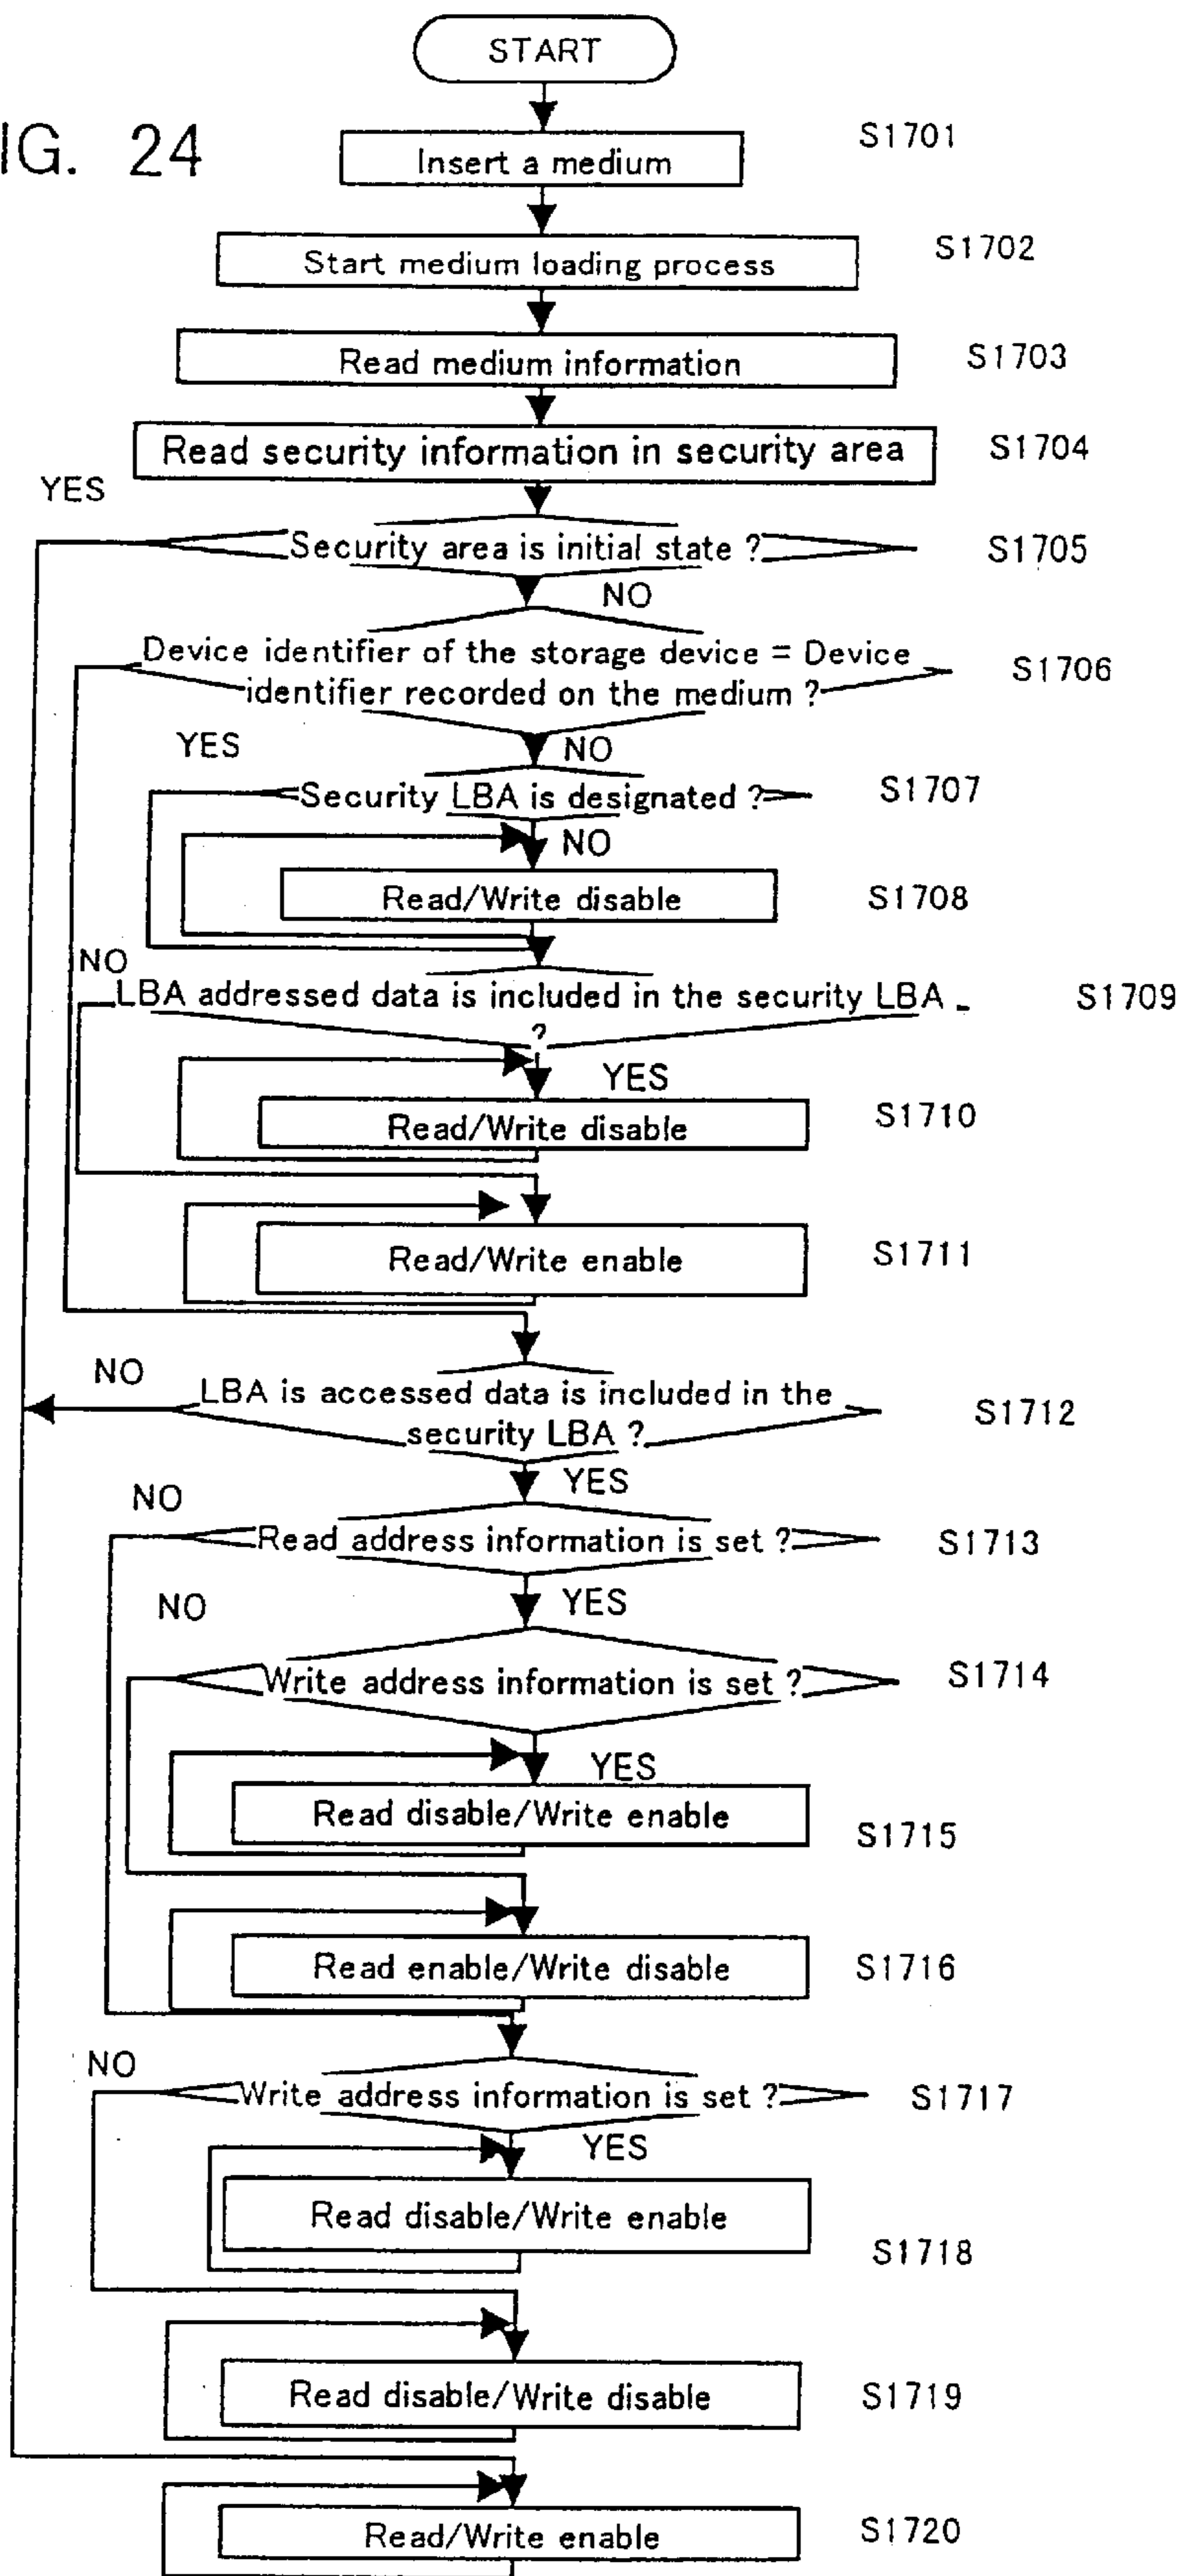 START
IG. 24
S1701
Insert a medium
S1702
Start medium loading process
S1703
Read medium information
S1704
Read security information in security area
YES
S1705
Security area is initial state ?
NO
Device identifier of the storage device = Device
identifier recorded on the medium ?
S1706
YES
NO
Security LBA is designated ?
S1707
NO
Read/Write disable
S1708
NO
LBA addressed data is included in the security LBA
?
S1709
YES
Read/Write disable
S1710
Read/Write enable
S1711
NO
LBA is accessed data is included in the
security LBA ?
S1712
YES
NO
Read address information is set ?
S1713
YES
NO
Write address information is set ?
S1714
YES
Read disable/Write enable
S1715
Read enable/Write disable
S1716
NO
Write address information is set ?
S1717
YES
Read disable/Write enable
S1718
Read disable/Write disable
S1719
Read/Write enable
S1720